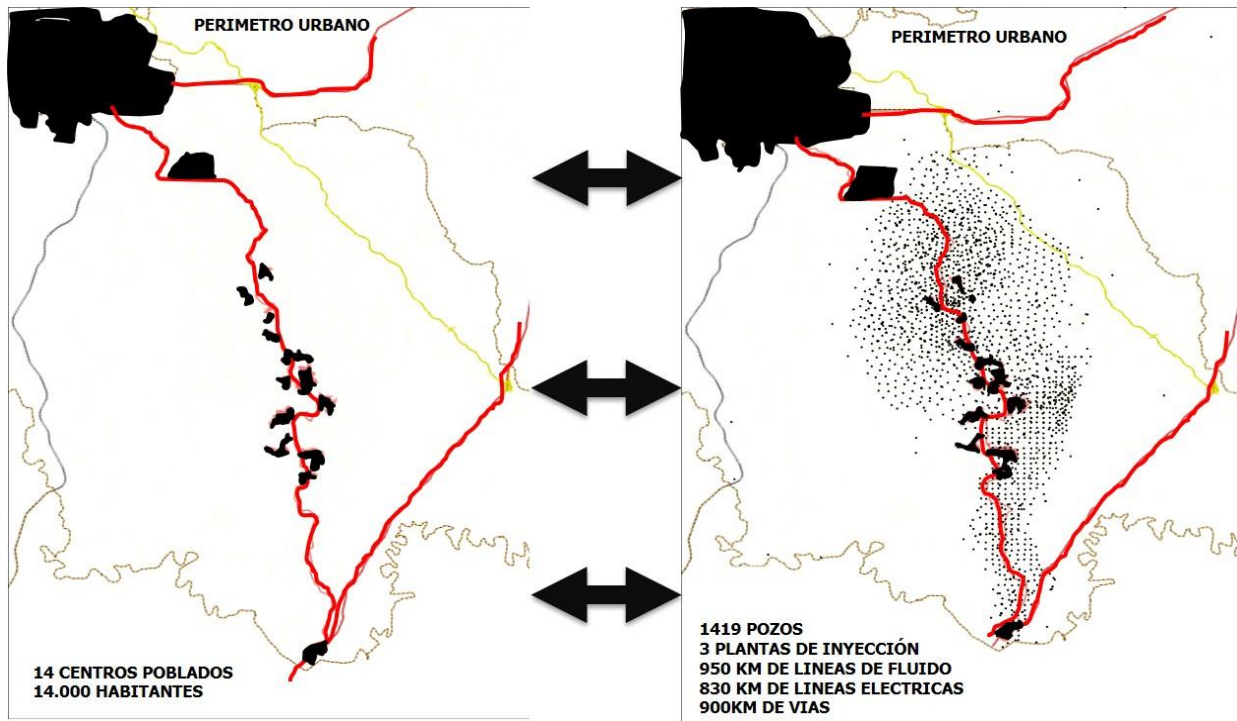 PERIMETRO URBANO
14 CENTROS POBLADOS
14.000 HABITANTES
PERIMETRO URBANO
1419 POZOS
3 PLANTAS DE INYECCIÓN
950 KM DE LINEAS DE FLUIDO
830 KM DE LINEAS ELECTRICAS
900KM DE VIAS